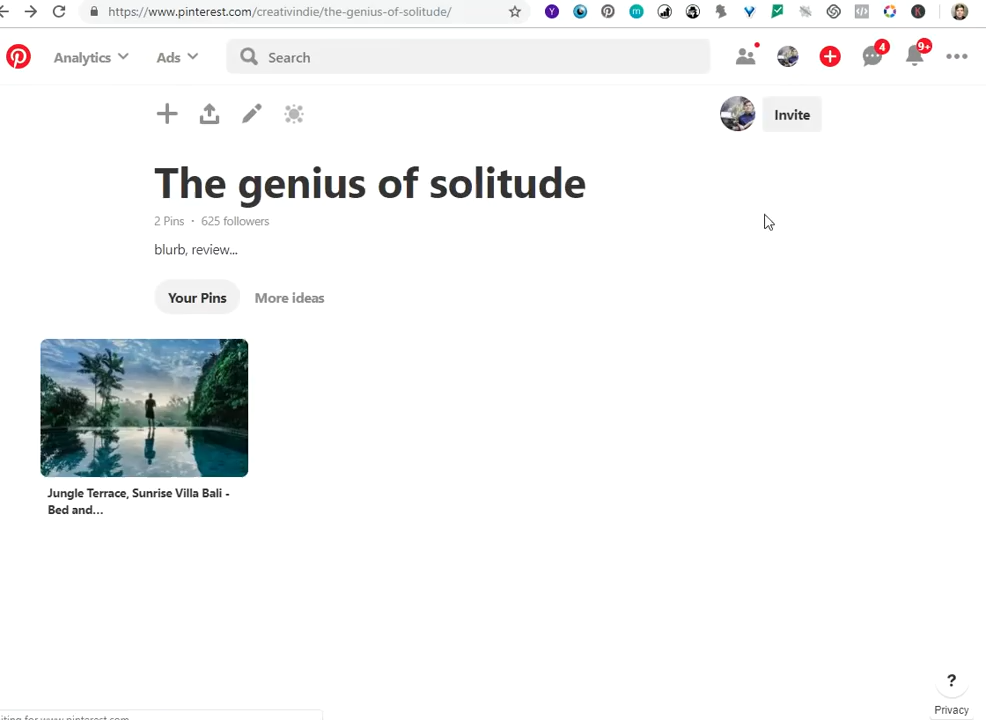 https://www.pinterest.com/creativindie/the-genius-of-solitude/
Analytics
Ads
Search
4
9+
Invite
The genius of solitude
2 Pins · 625 followers
blurb, review...
Your Pins
More ideas
Jungle Terrace, Sunrise Villa Bali -
Bed and...
?
Privacy